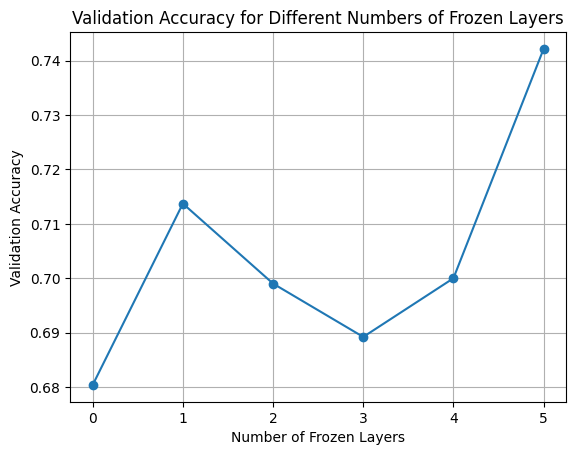 Validation Accuracy for Different Numbers of Frozen Layers
0.74
0.73
0.72
0.71
0.70
0.69
0.68
Validation Accuracy
0 1 2 3 4 5
Number of Frozen Layers